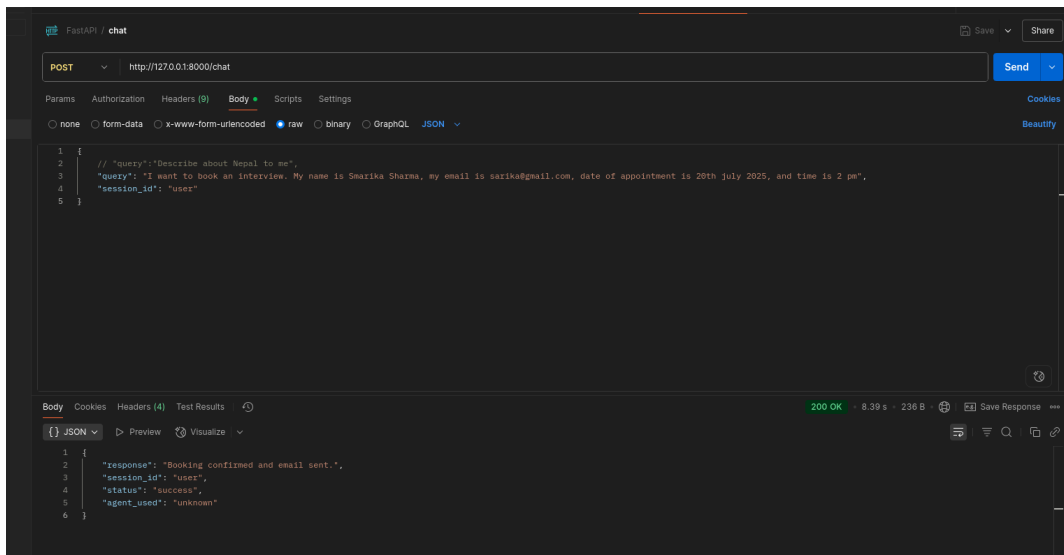 HTTP FastAPI / chat Save Share
POST http://127.0.0.1:8000/chat Send
Params Authorization Headers (9) Body Scripts Settings Cookies
none form-data x-www-form-urlencoded raw binary GraphQL JSON Beautify
1 {
2 // "query":"Describe about Nepal to me",
3 "query": "I want to book an interview. My name is Smarika Sharma, my email is sarika@gmail.com, date of appointment is 20th july 2025, and time is 2 pm",
4 "session_id": "user"
5 }
Body Cookies Headers (4) Test Results 200 OK 8.39 s 236 B Save Response
{} JSON Preview Visualize
1 {
2 "response": "Booking confirmed and email sent.",
3 "session_id": "user",
4 "status": "success",
5 "agent_used": "unknown"
6 }